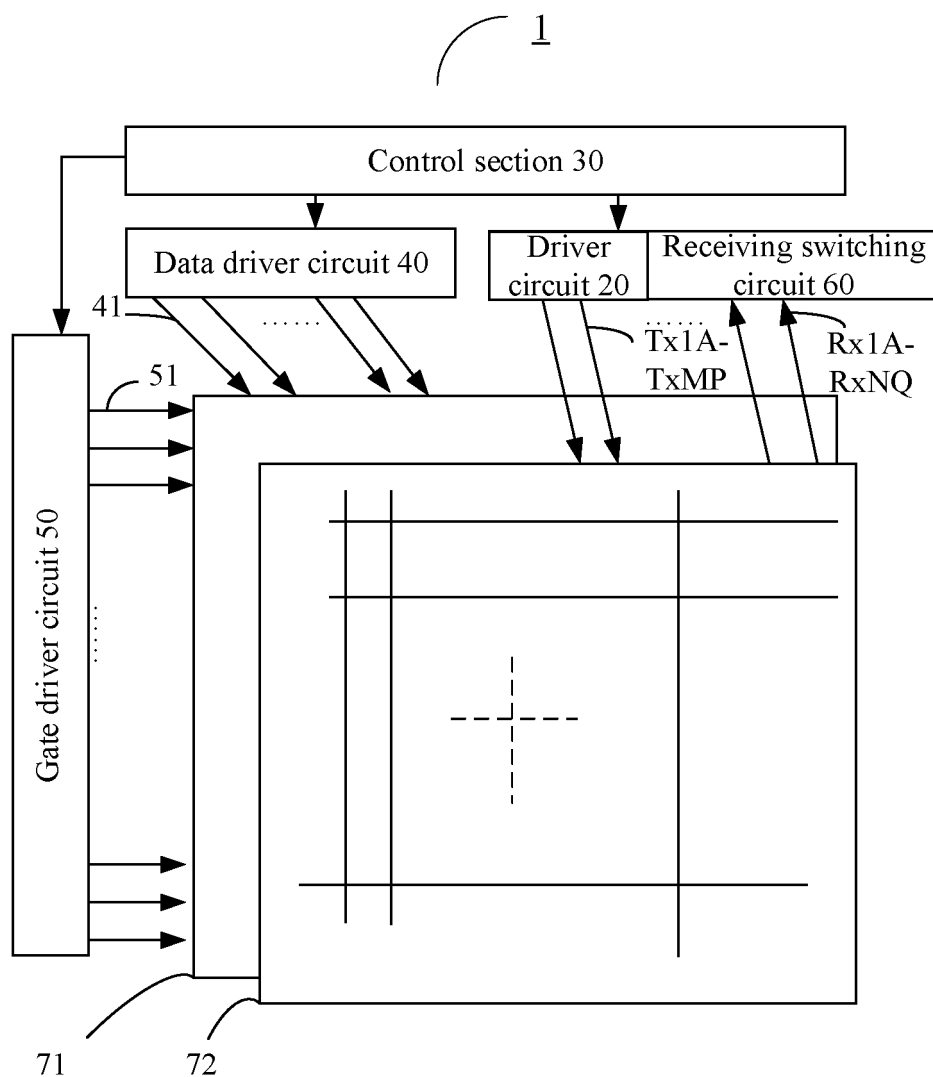 1
Control section 30
Data driver circuit 40
Driver
circuit 20
Receiving switching
circuit 60
41
......
......
Tx1A-
TxMP
Rx1A-
RxNQ
51
Gate driver circuit 50
......
71
72